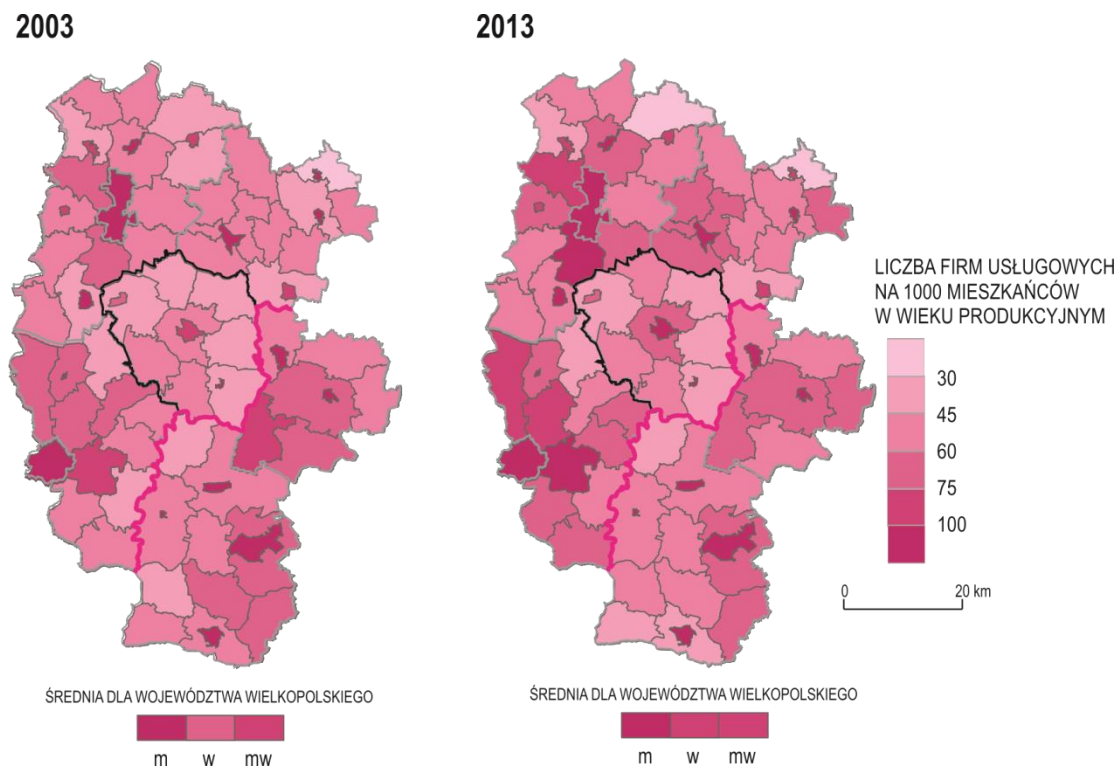 2003
2013
LICZBA FIRM USŁUGOWYCH
NA 1000 MIESZKAŃCÓW
W WIEKU PRODUKCYJNYM
30
45
60
75
100
0 20 km
ŚREDNIA DLA WOJEWÓDZTWA WIELKOPOLSKIEGO
m w mw
ŚREDNIA DLA WOJEWÓDZTWA WIELKOPOLSKIEGO
m w mw